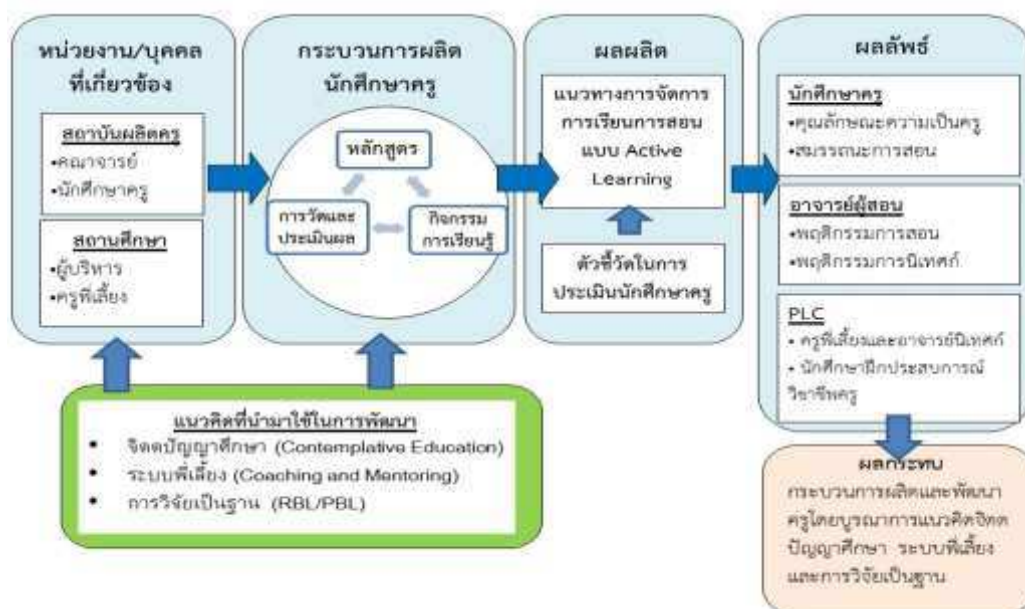 หน่วยงาน/บุคคล
ที่เกี่ยวข้อง
สถาบันผลิตครู
•คณาจารย์
•นักศึกษาครู
สถานศึกษา
•ผู้บริหาร
•ครูพี่เลี้ยง
กระบวนการผลิต
นักศึกษาครู
หลักสูตร
การวัดและ
ประเมินผล
กิจกรรม
การเรียนรู้
ผลผลิต
แนวทางการจัดการ
การเรียนการสอน
แบบ Active
Learning
ตัวชี้วัดในการ
ประเมินนักศึกษาครู
ผลลัพธ์
นักศึกษาครู
•คุณลักษณะความเป็นครู
•สมรรถนะการสอน
อาจารย์ผู้สอน
•พฤติกรรมการสอน
•พฤติกรรมการนิเทศก์
PLC
• ครูพี่เลี้ยงและอาจารย์นิเทศก์
• นักศึกษาฝึกประสบการณ์
วิชาชีพครู
แนวคิดที่นำมาใช้ในการพัฒนา
• จิตตปัญญาศึกษา (Contemplative Education)
• ระบบพี่เลี้ยง (Coaching and Mentoring)
• การวิจัยเป็นฐาน (RBL/PBL)
ผลกระทบ
กระบวนการผลิตและพัฒนา
ครูโดยบูรณาการแนวคิดจิตต
ปัญญาศึกษา ระบบพี่เลี้ยง
และการวิจัยเป็นฐาน